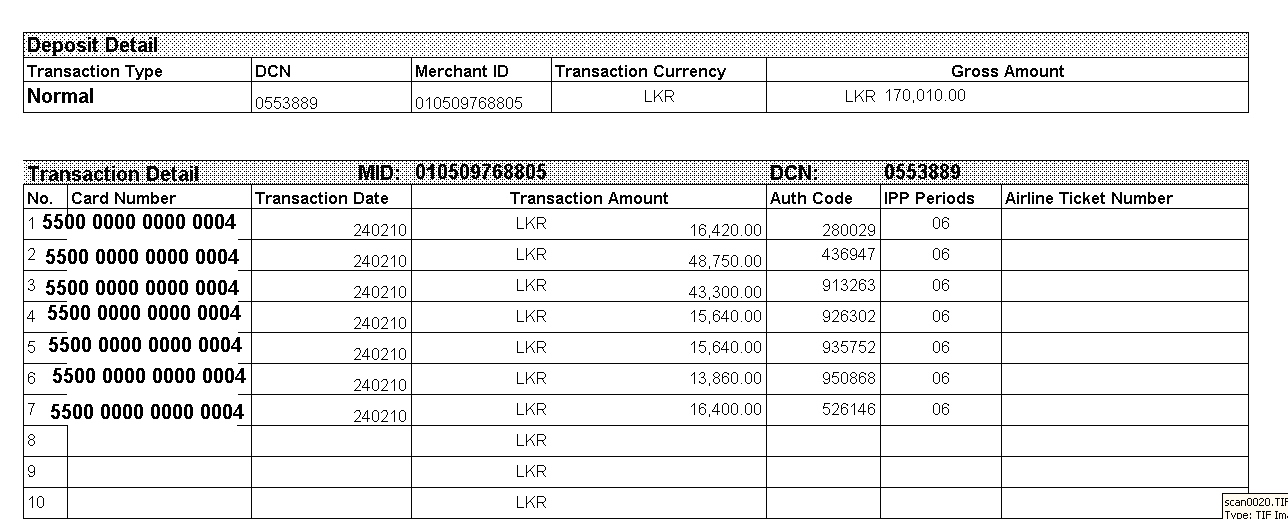 Deposit Detail
Transaction Type DCN Merchant ID Transaction Currency Gross Amount
Normal 0553889 010509768805 LKR LKR 170,010.00
Transaction Detail MID: 010509768805 DCN: 0553889
No. Card Number Transaction Date Transaction Amount Auth Code IPP Periods Airline Ticket Number
1 5500 0000 0000 0004 240210 LKR 16,420.00 280029 06
2 5500 0000 0000 0004 240210 LKR 48,750.00 436947 06
3 5500 0000 0000 0004 240210 LKR 43,300.00 913263 06
4 5500 0000 0000 0004 240210 LKR 15,640.00 926302 06
5 5500 0000 0000 0004 240210 LKR 15,640.00 935752 06
6 5500 0000 0000 0004 240210 LKR 13,860.00 950868 06
7 5500 0000 0000 0004 240210 LKR 16,400.00 526146 06
8 LKR
9 LKR
10 LKR
scan0020.TIF
Type: TIF Ima